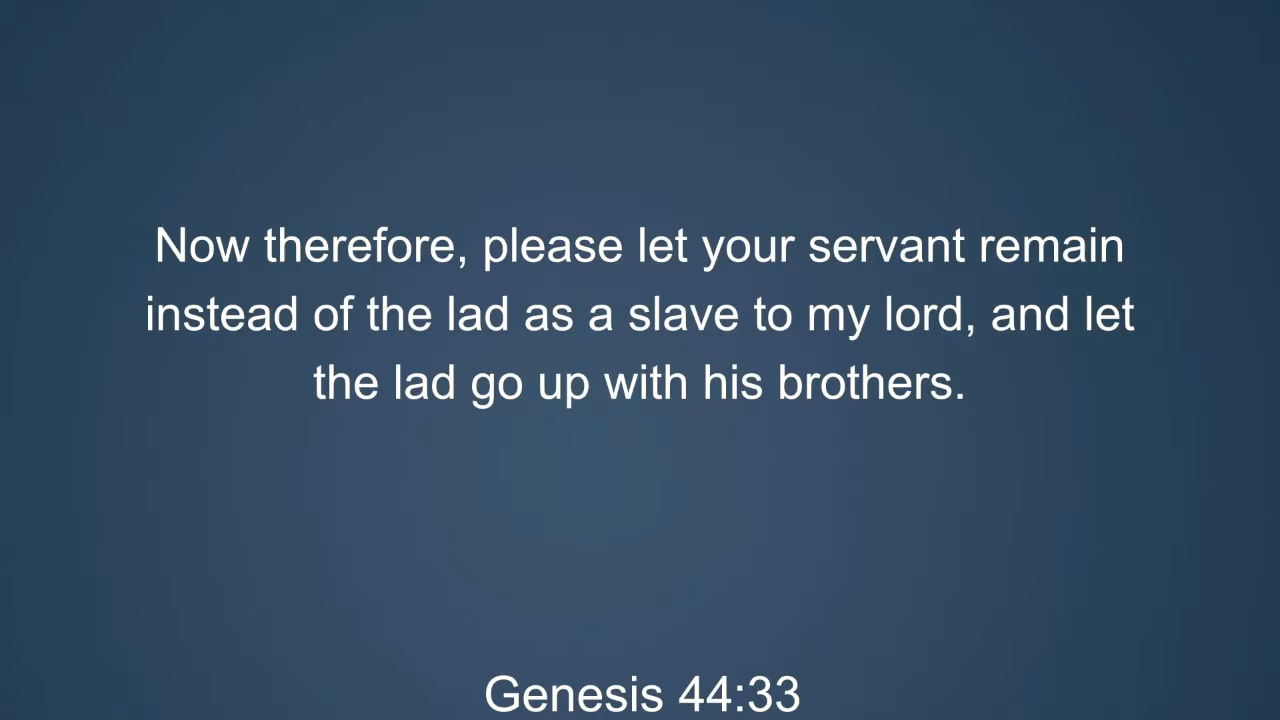 Now therefore, please let your servant remain
instead of the lad as a slave to my lord, and let
the lad go up with his brothers.
Genesis 44:33